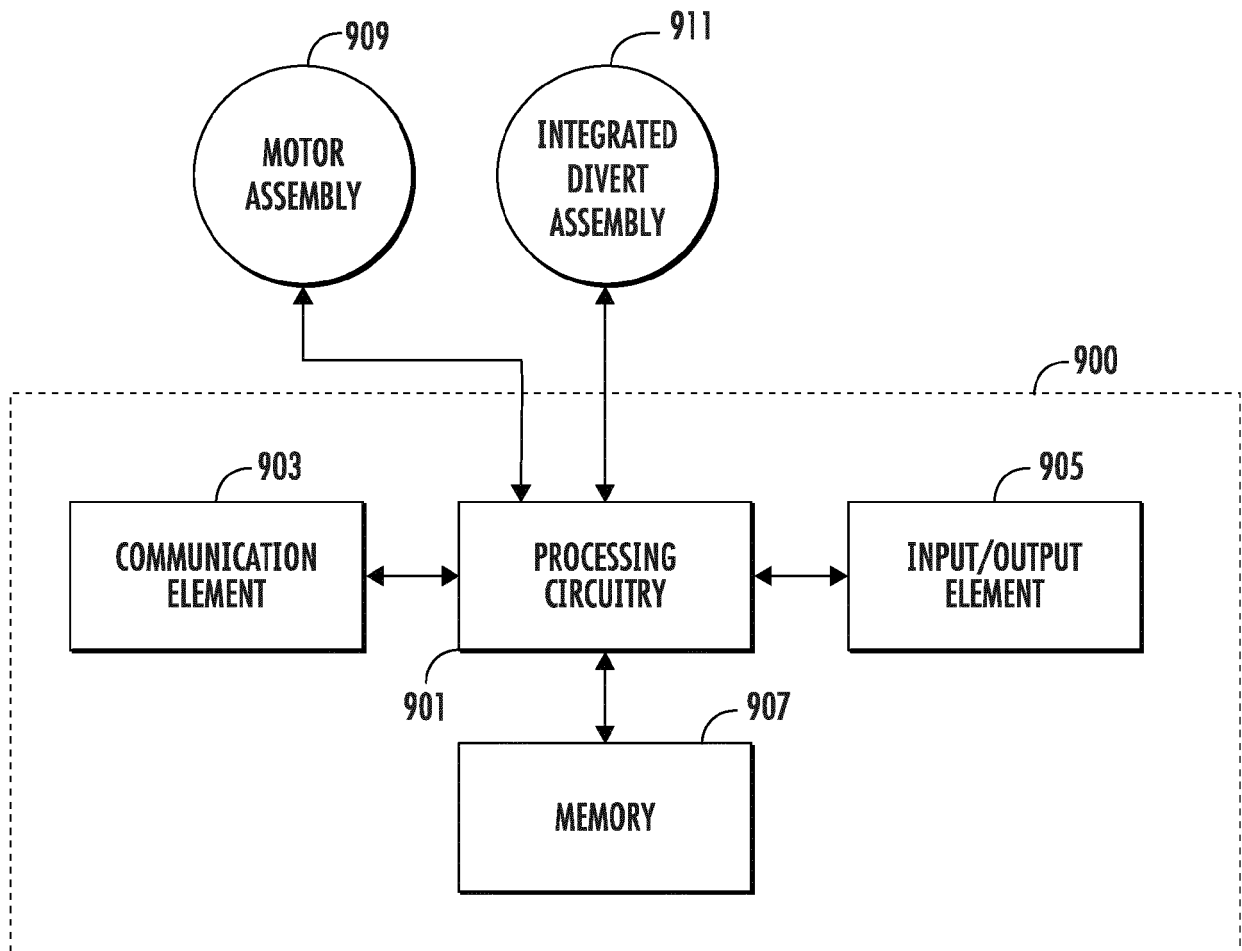 909
911
MOTOR
ASSEMBLY
INTEGRATED
DIVERT
ASSEMBLY
900
903
905
COMMUNICATION
ELEMENT
PROCESSING
CIRCUITRY
INPUT/OUTPUT
ELEMENT
901
907
MEMORY